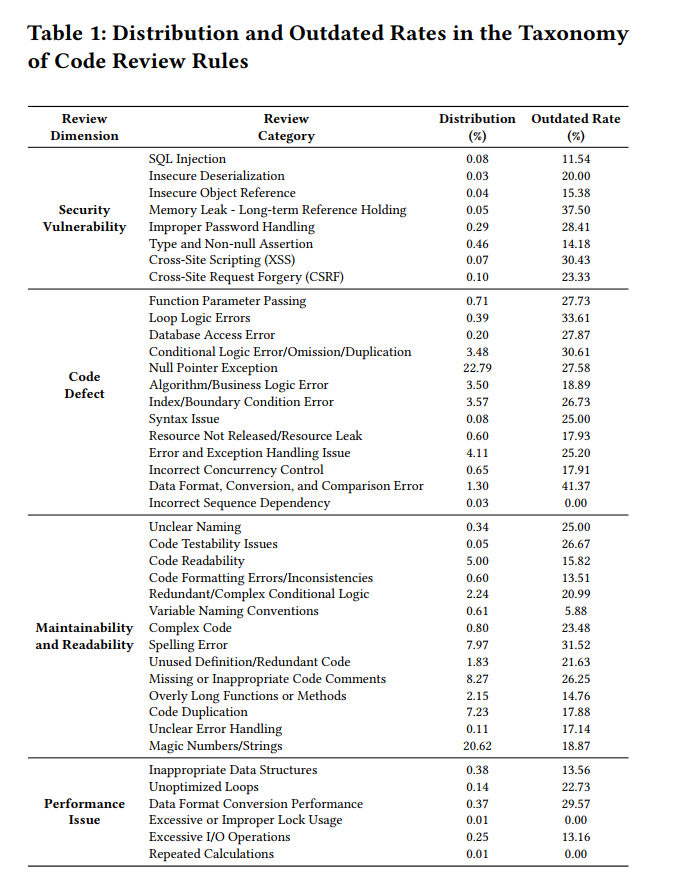 Table 1: Distribution and Outdated Rates in the Taxonomy
of Code Review Rules
Review Dimension Review Category Distribution (%) Outdated Rate (%)
Security Vulnerability
SQL Injection 0.08 11.54
Insecure Deserialization 0.03 20.00
Insecure Object Reference 0.04 15.38
Memory Leak - Long-term Reference Holding 0.05 37.50
Improper Password Handling 0.29 28.41
Type and Non-null Assertion 0.46 14.18
Cross-Site Scripting (XSS) 0.07 30.43
Cross-Site Request Forgery (CSRF) 0.10 23.33
Code Defect
Function Parameter Passing 0.71 27.73
Loop Logic Errors 0.39 33.61
Database Access Error 0.20 27.87
Conditional Logic Error/Omission/Duplication 3.48 30.61
Null Pointer Exception 22.79 27.58
Algorithm/Business Logic Error 3.50 18.89
Index/Boundary Condition Error 3.57 26.73
Syntax Issue 0.08 25.00
Resource Not Released/Resource Leak 0.60 17.93
Error and Exception Handling Issue 4.11 25.20
Incorrect Concurrency Control 0.65 17.91
Data Format, Conversion, and Comparison Error 1.30 41.37
Incorrect Sequence Dependency 0.03 0.00
Maintainability and Readability
Unclear Naming 0.34 25.00
Code Testability Issues 0.05 26.67
Code Readability 5.00 15.82
Code Formatting Errors/Inconsistencies 0.60 13.51
Redundant/Complex Conditional Logic 2.24 20.99
Variable Naming Conventions 0.61 5.88
Complex Code 0.80 23.48
Spelling Error 7.97 31.52
Unused Definition/Redundant Code 1.83 21.63
Missing or Inappropriate Code Comments 8.27 26.25
Overly Long Functions or Methods 2.15 14.76
Code Duplication 7.23 17.88
Unclear Error Handling 0.11 17.14
Magic Numbers/Strings 20.62 18.87
Performance Issue
Inappropriate Data Structures 0.38 13.56
Unoptimized Loops 0.14 22.73
Data Format Conversion Performance 0.37 29.57
Excessive or Improper Lock Usage 0.01 0.00
Excessive I/O Operations 0.25 13.16
Repeated Calculations 0.01 0.00